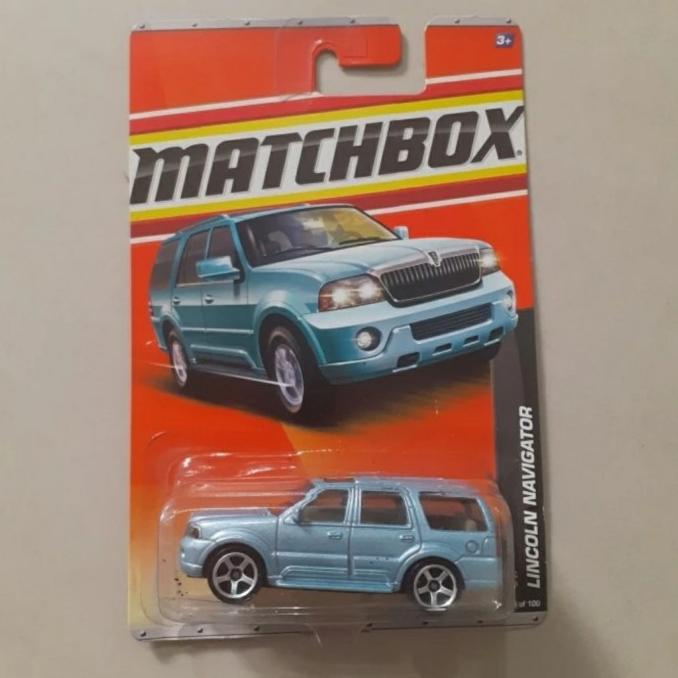 3+
MATCHBOX
LINCOLN NAVIGATOR
of 100